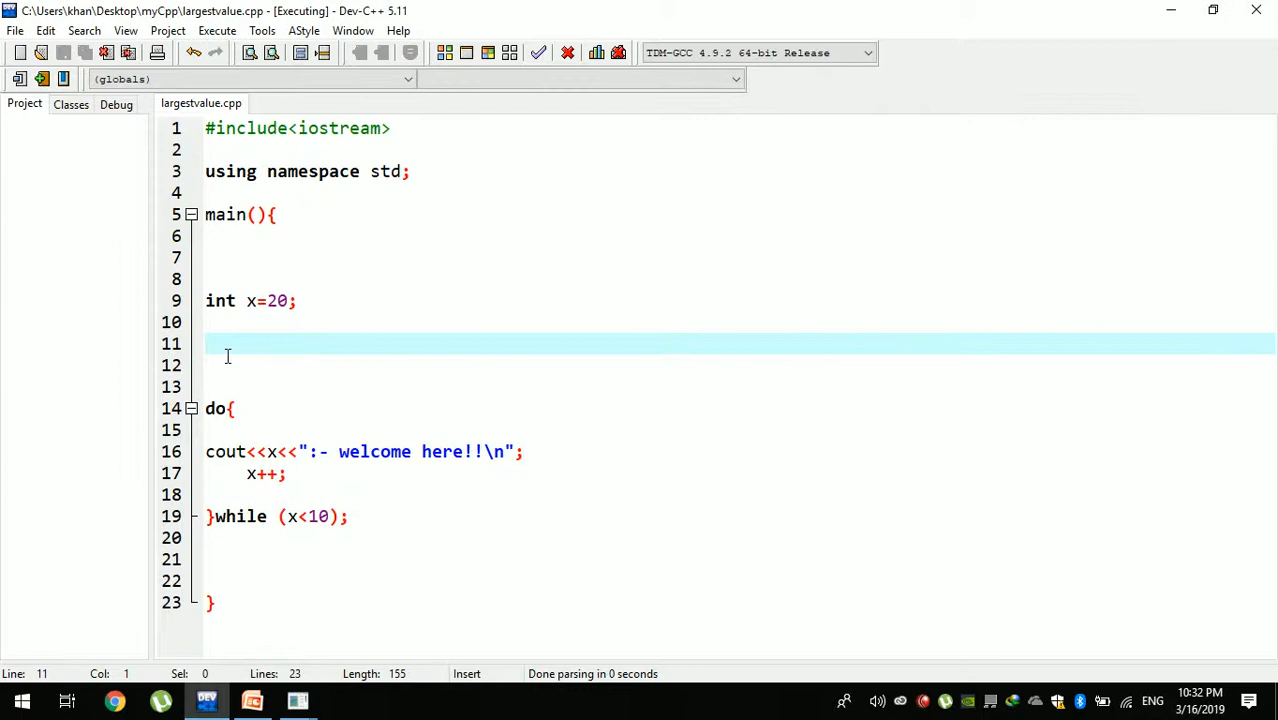 C:\Users\khan\Desktop\myCpp\largestvalue.cpp - [Executing] - Dev-C++ 5.11
File Edit Search View Project Execute Tools AStyle Window Help
TDM-GCC 4.9.2 64-bit Release
(globals)
Project Classes Debug largestvalue.cpp
1 #include<iostream>
2
3 using namespace std;
4
5 main(){
6
7
8
9 int x=20;
10
11
12
13
14 do{
15
16 cout<<x<<":- welcome here!!\n";
17 x++;
18
19 }while (x<10);
20
21
22
23 }
Line: 11 Col: 1 Sel: 0 Lines: 23 Length: 155 Insert Done parsing in 0 seconds
DEV ENG 10:32 PM
3/16/2019